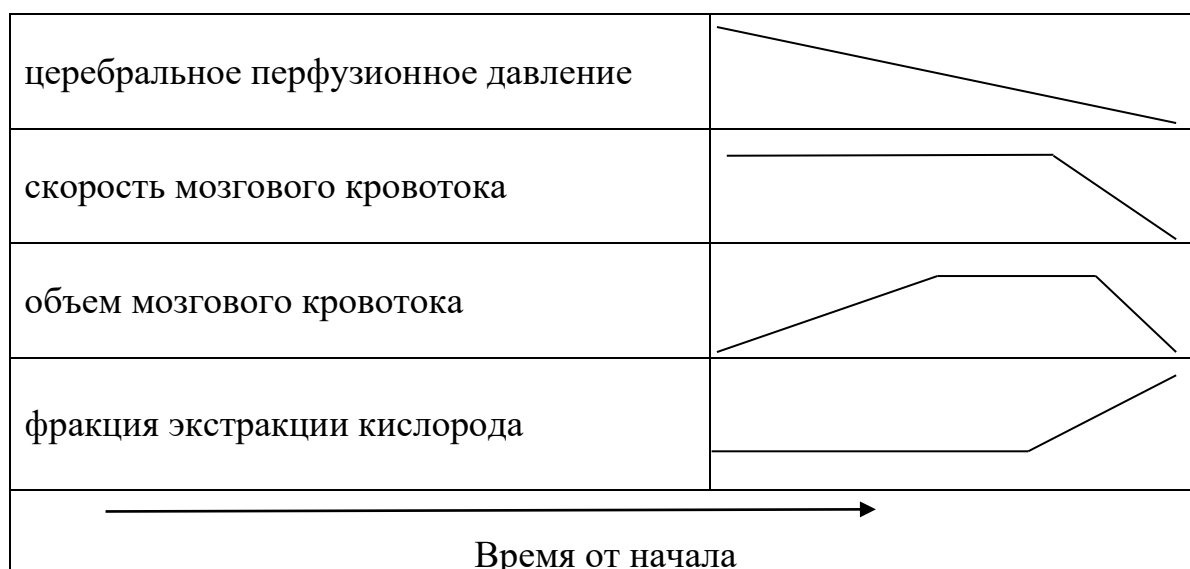 церебральное перфузионное давление
скорость мозгового кровотока
объем мозгового кровотока
фракция экстракции кислорода
Время от начала